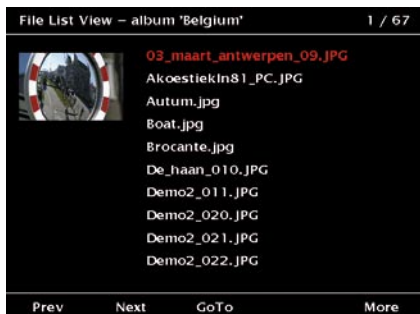 File List View – album 'Belgium' 1 / 67
03_maart_antwerpen_09.JPG
AkoestiekIn81_PC.JPG
Autum.jpg
Boat.jpg
Brocante.jpg
De_haan_010.JPG
Demo2_011.JPG
Demo2_020.JPG
Demo2_021.JPG
Demo2_022.JPG
Prev Next GoTo More